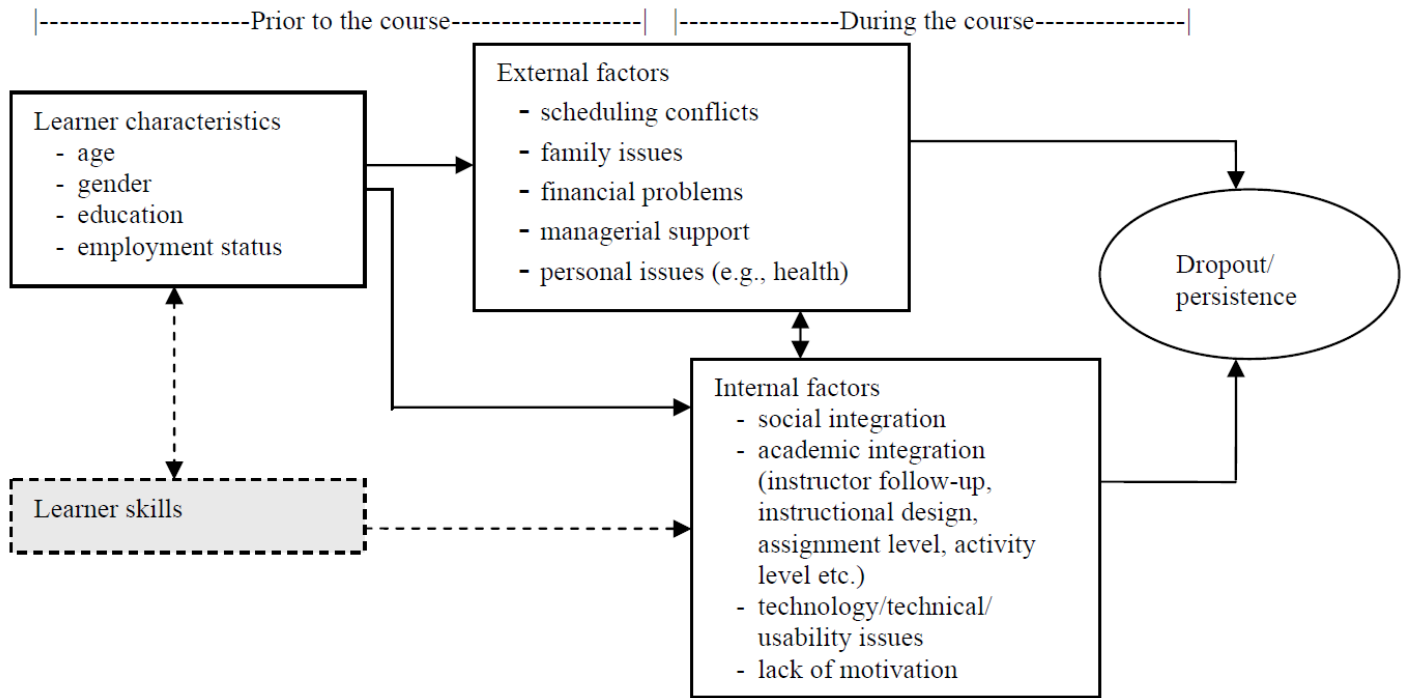 |--------------------Prior to the course----------------| |---------------During the course---------------|
External factors
- scheduling conflicts
- family issues
- financial problems
- managerial support
- personal issues (e.g., health)
Learner characteristics
- age
- gender
- education
- employment status
Dropout/
persistence
Internal factors
- social integration
- academic integration
(instructor follow-up,
instructional design,
assignment level, activity
level etc.)
- technology/technical/
usability issues
- lack of motivation
Learner skills